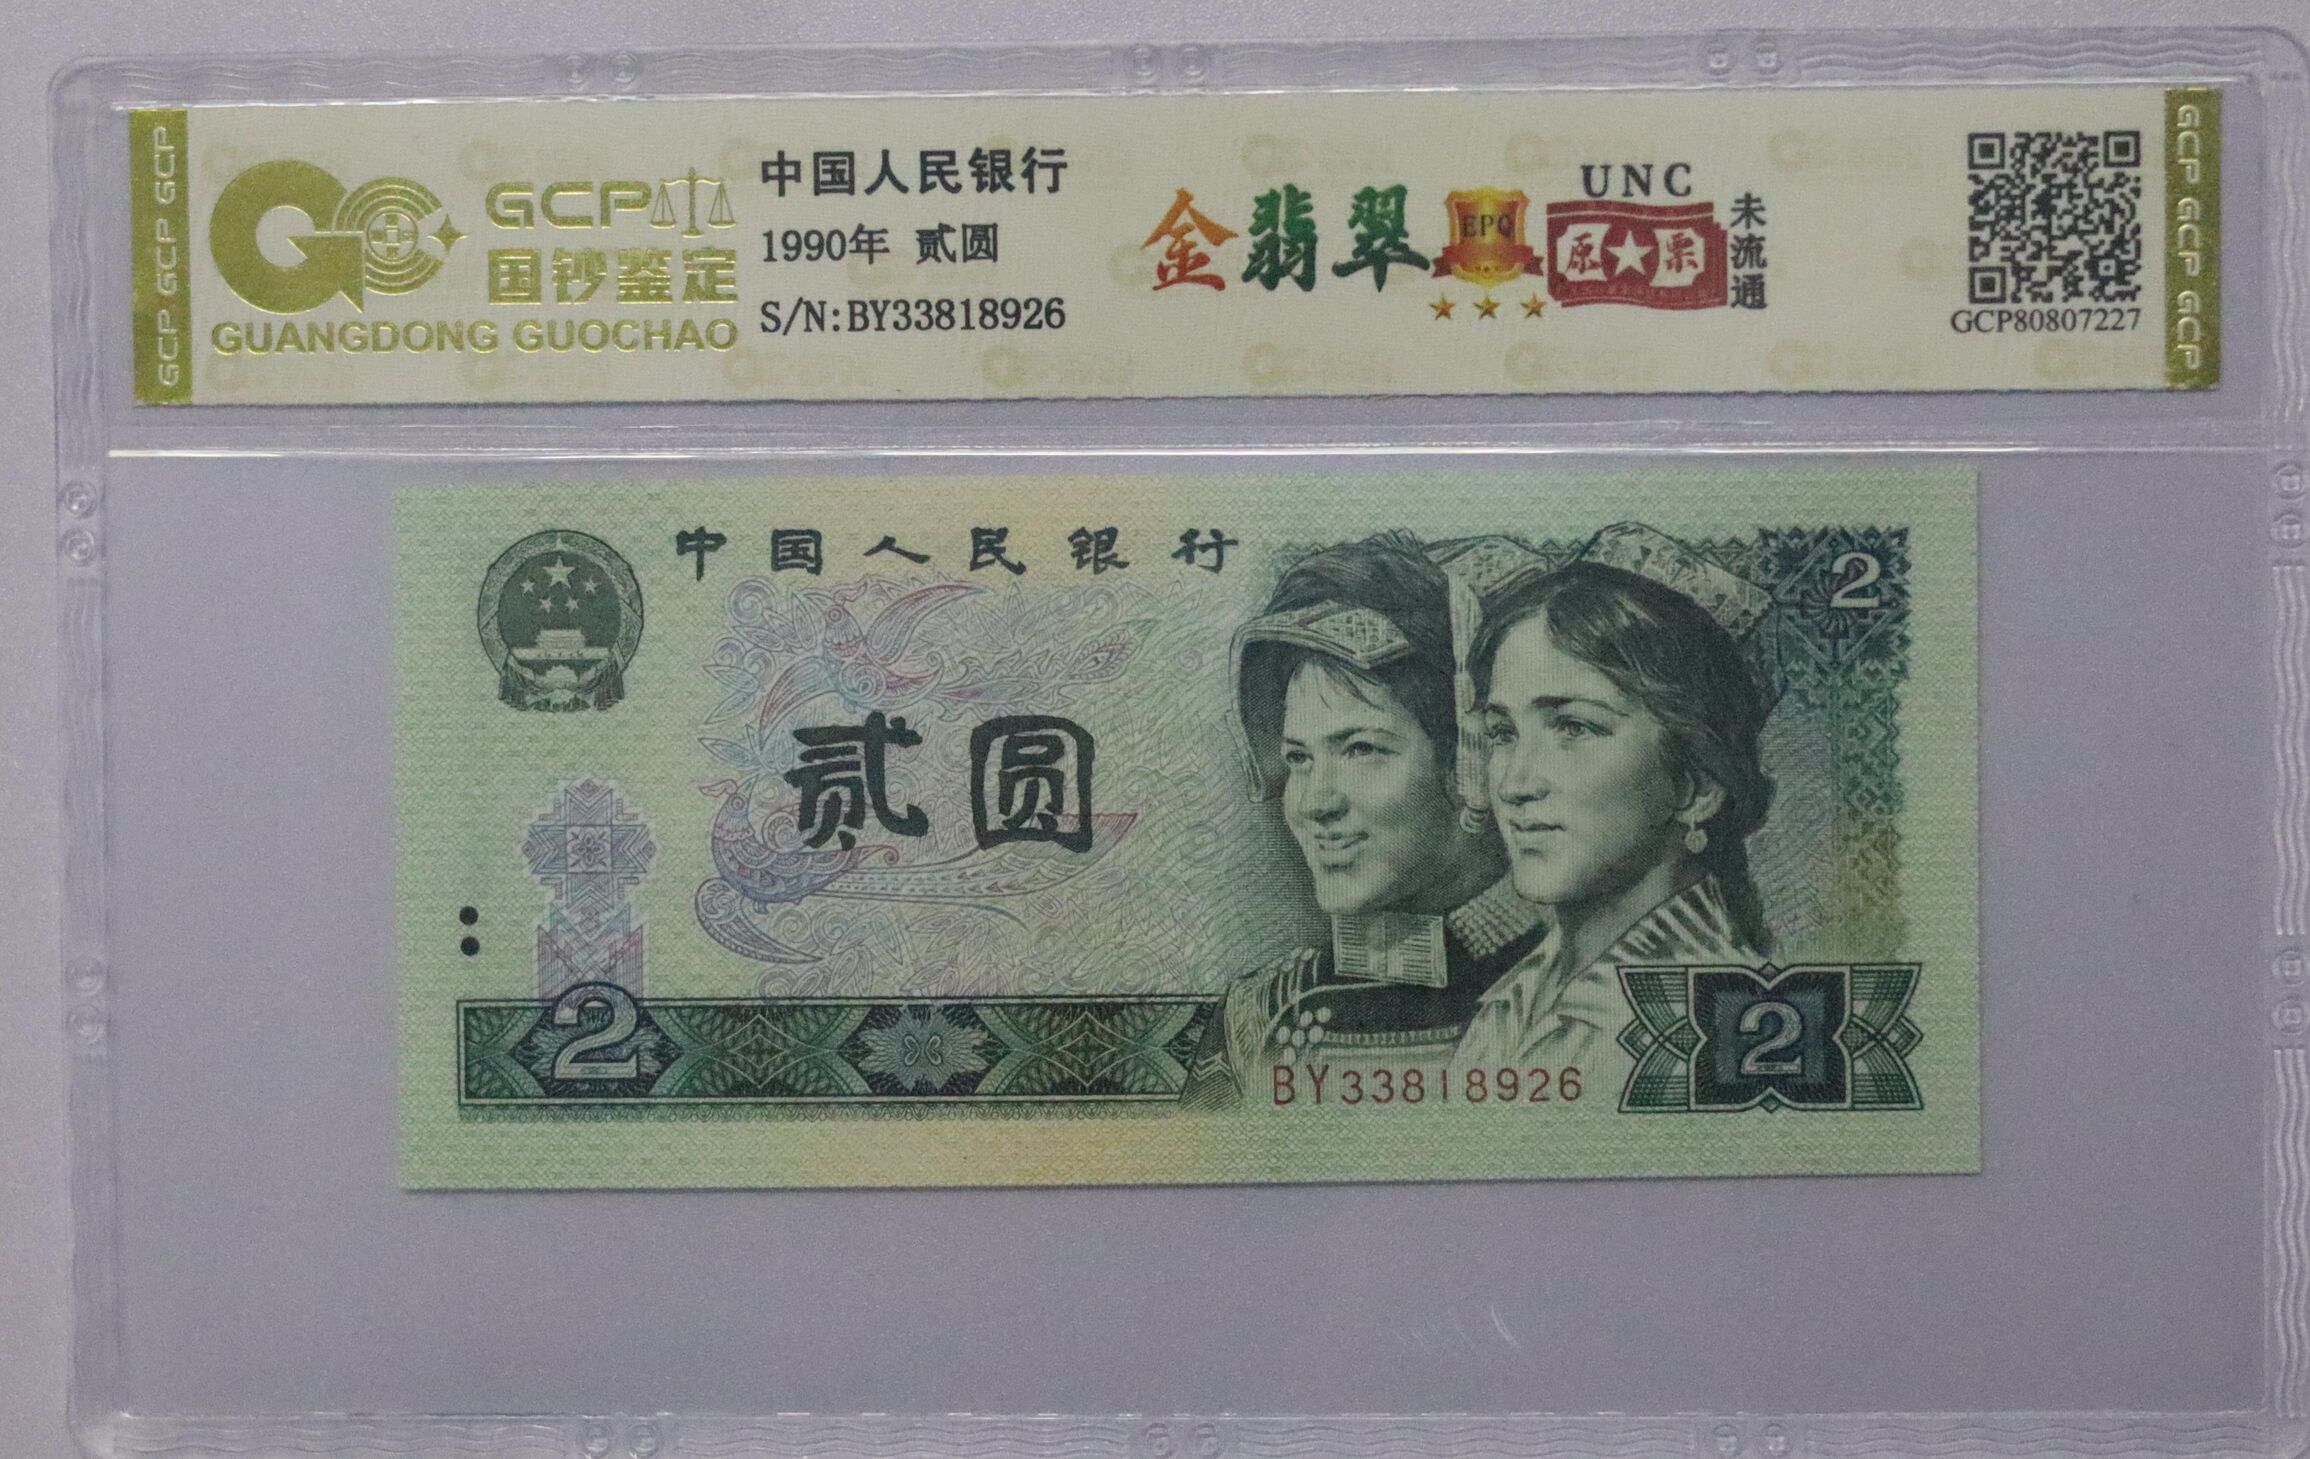 GCP GCP GCP
GCP
国钞鉴定
GUANGDONG GUOCHAO
中国人民银行
1990年 贰圆
S/N:BY33818926
金翡翠
EPQ
UNC
原票
未流通
GCP80807227
GCP GCP GCP
中国人民银行
2
贰圆
2
BY33818926
2